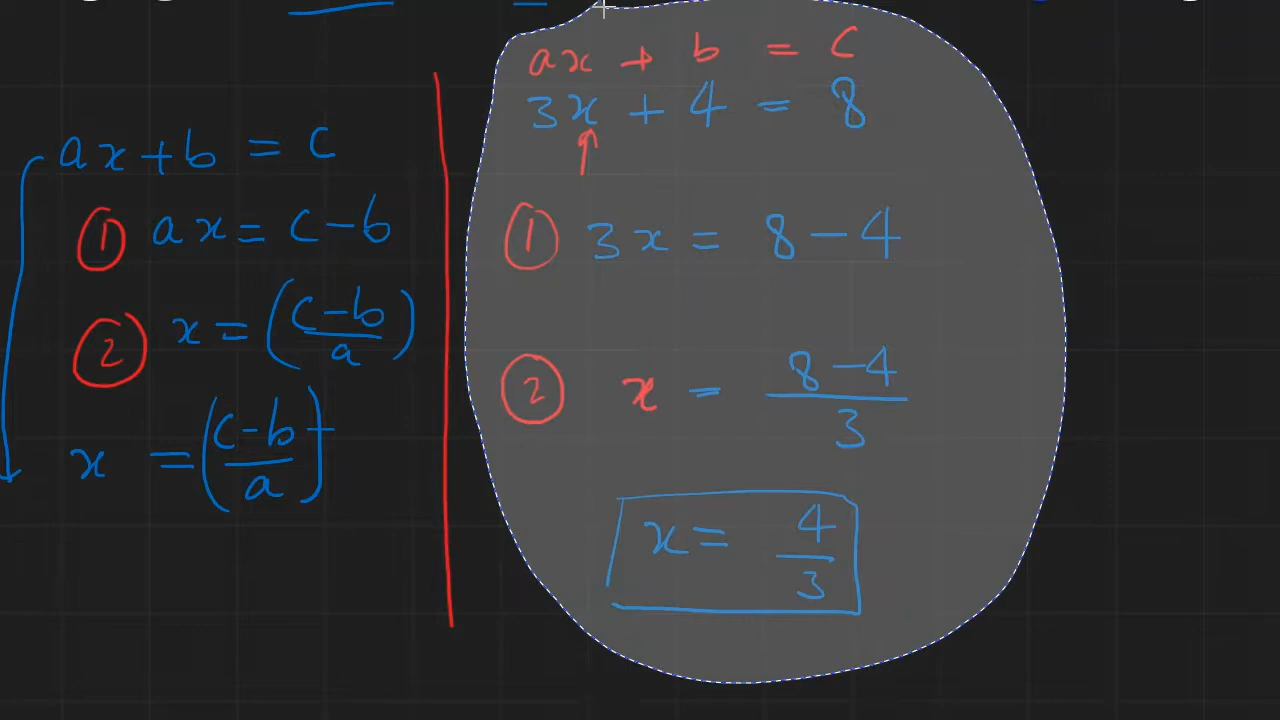 ax + b = c
① ax = c - b
② x = (c-b / a)
x = (c-b / a)
ax + b = c
3x + 4 = 8
① 3x = 8 - 4
② x = 8-4 / 3
x = 4 / 3